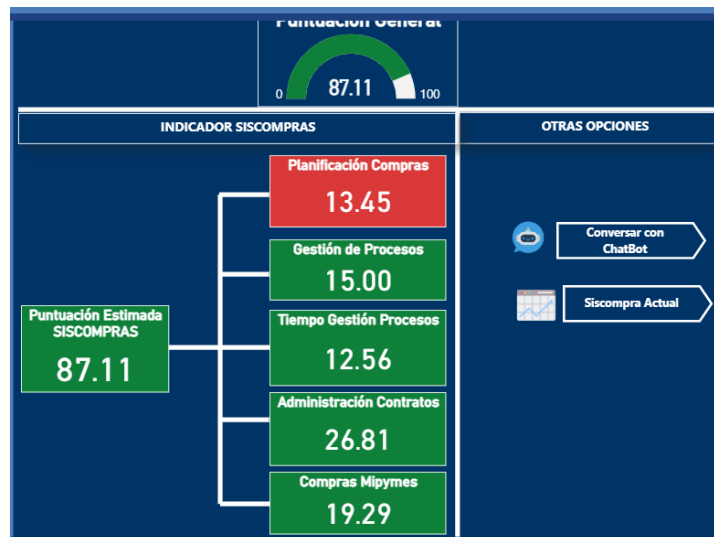 Puntuación General
87.11
0
100
INDICADOR SISCOMPRAS
OTRAS OPCIONES
Planificación Compras
13.45
Gestión de Procesos
15.00
Puntuación Estimada
SISCOMPRAS
87.11
Tiempo Gestión Procesos
12.56
Administración Contratos
26.81
Compras Mipymes
19.29
Conversar con
ChatBot
Siscompra Actual